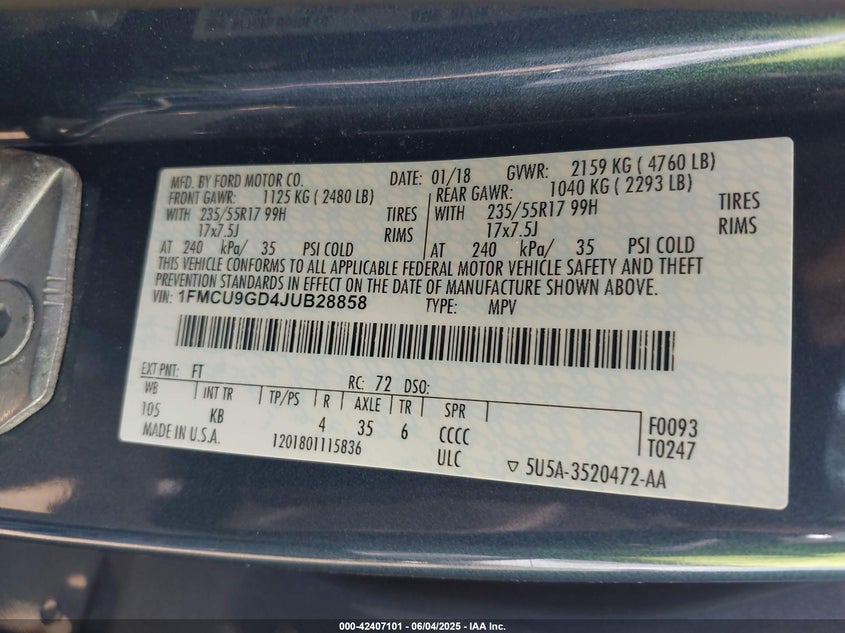 MFD. BY FORD MOTOR CO. DATE: 01/18 GVWR: 2159 KG ( 4760 LB)
FRONT GAWR: 1125 KG ( 2480 LB) REAR GAWR: 1040 KG ( 2293 LB)
WITH 235/55R17 99H TIRES WITH 235/55R17 99H TIRES
17x7.5J RIMS 17x7.5J RIMS
AT 240 kPa/ 35 PSI COLD AT 240 kPa/ 35 PSI COLD
THIS VEHICLE CONFORMS TO ALL APPLICABLE FEDERAL MOTOR VEHICLE SAFETY AND THEFT
PREVENTION STANDARDS IN EFFECT ON THE DATE OF MANUFACTURE SHOWN ABOVE.
VIN: 1FMCU9GD4JUB28858 TYPE: MPV
EXT PNT: FT RC: 72 DSO:
WB INT TR TP/PS R AXLE TR SPR
105 KB 4 35 6 CCCC F0093
MADE IN U.S.A. 1201801115836 ULC T0247
5U5A-3520472-AA
000-42407101 | 06/04/2025 - IAA Inc.